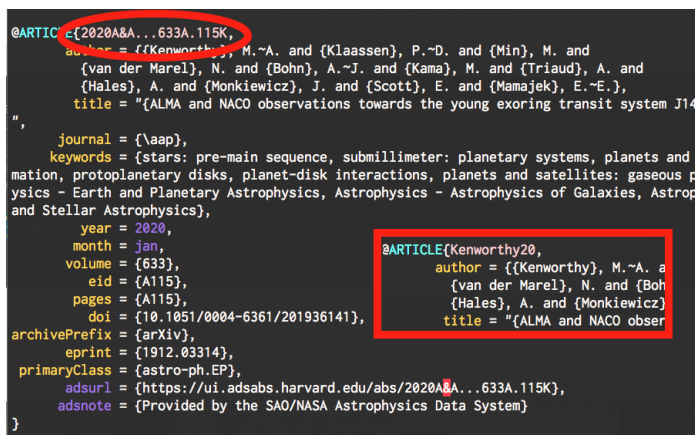 @ARTICLE{2020A&A...633A.115K,
author = {{Kenworthy}, M.~A. and {Klaassen}, P.~D. and {Min}, M. and
{van der Marel}, N. and {Bohn}, A.~J. and {Kama}, M. and {Triaud}, A. and
{Hales}, A. and {Monkiewicz}, J. and {Scott}, E. and {Mamajek}, E.~E.},
title = "{ALMA and NACO observations towards the young exoring transit system J14
",
journal = {\aap},
keywords = {stars: pre-main sequence, submillimeter: planetary systems, planets and
mation, protoplanetary disks, planet-disk interactions, planets and satellites: gaseous p
ysics - Earth and Planetary Astrophysics, Astrophysics - Astrophysics of Galaxies, Astrop
and Stellar Astrophysics},
year = 2020,
month = jan,
volume = {633},
eid = {A115},
pages = {A115},
doi = {10.1051/0004-6361/201936141},
archivePrefix = {arXiv},
eprint = {1912.03314},
primaryClass = {astro-ph.EP},
adsurl = {https://ui.adsabs.harvard.edu/abs/2020A&A...633A.115K},
adsnote = {Provided by the SAO/NASA Astrophysics Data System}
}
@ARTICLE{Kenworthy20,
author = {{Kenworthy}, M.~A. a
{van der Marel}, N. and {Boh
{Hales}, A. and {Monkiewicz}
title = "{ALMA and NACO obser